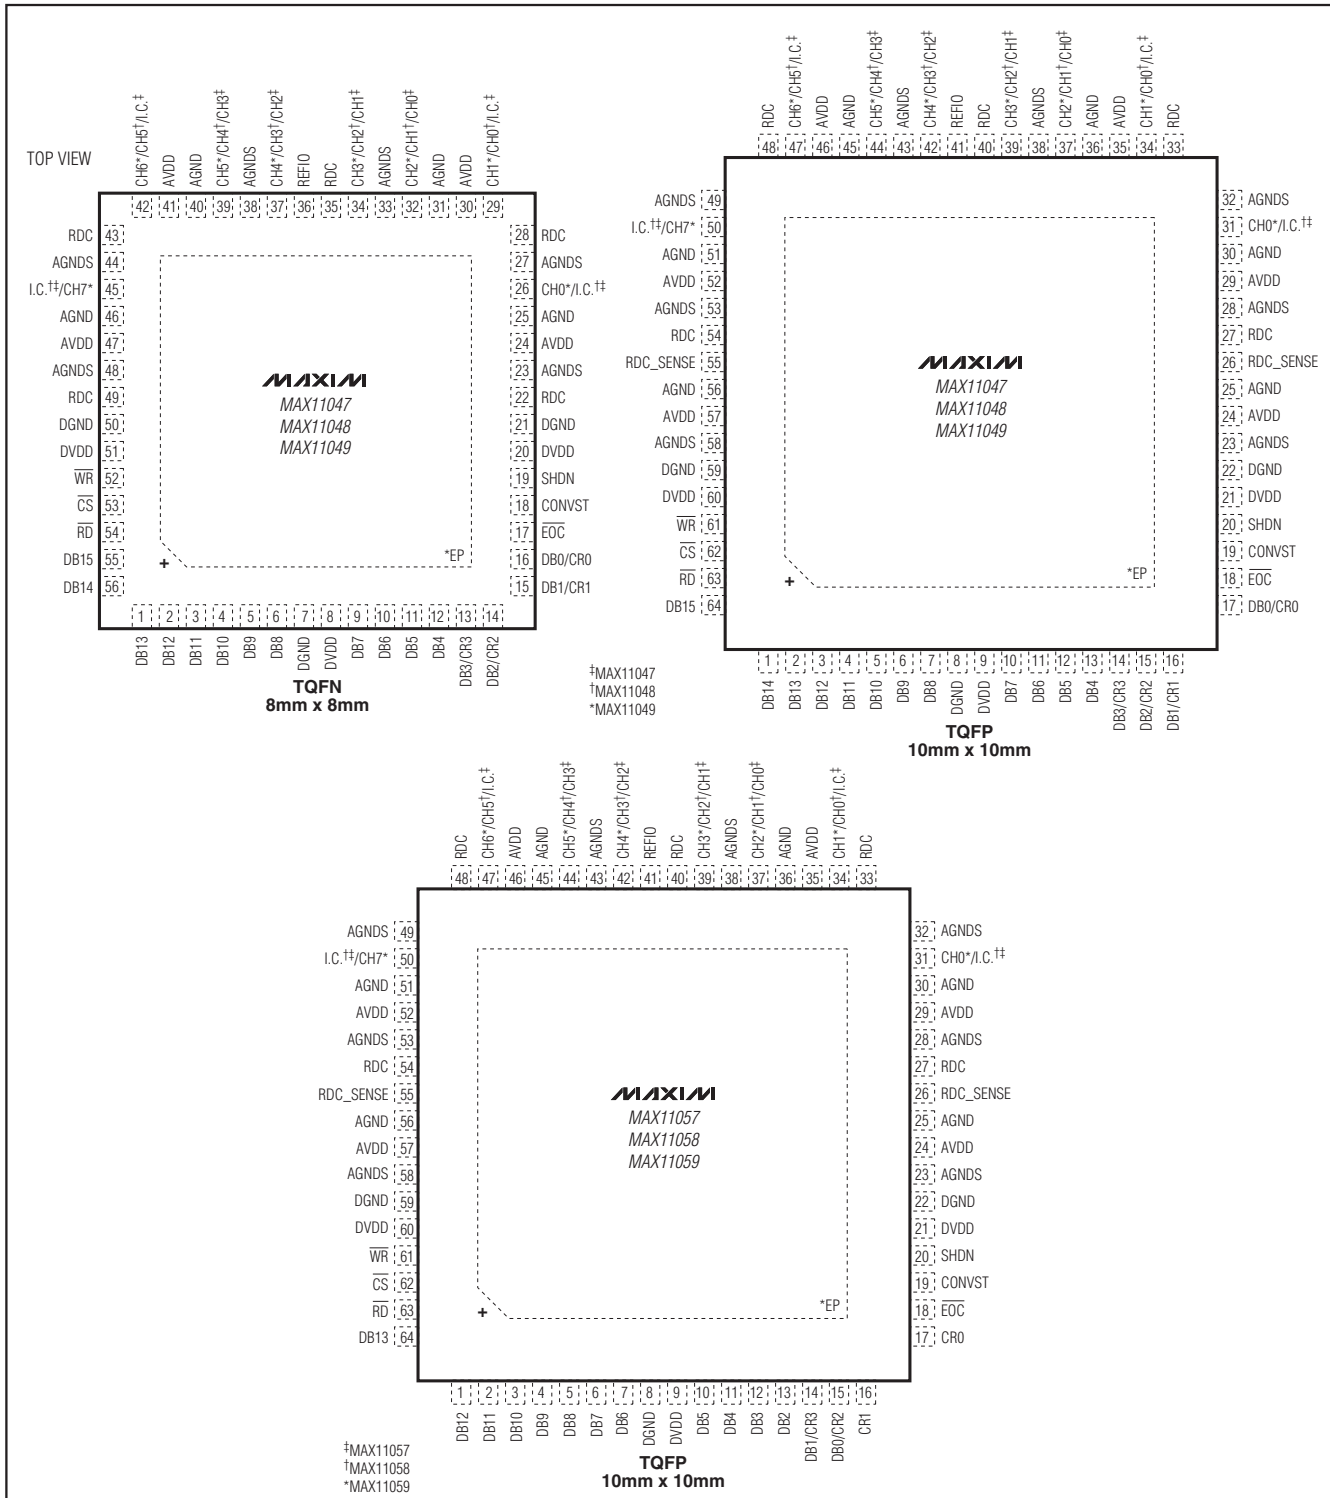 TOP VIEW
CH6*/CH5†/I.C.‡
AVDD
AGND
CH5*/CH4†/CH3‡
AGNDS
CH4*/CH3†/CH2‡
REFIO
RDC
CH3*/CH2†/CH1‡
AGNDS
CH2*/CH1†/CH0‡
AGND
AVDD
CH1*/CH0†/I.C.‡
42 41 40 39 38 37 36 35 34 33 32 31 30 29
RDC 43
AGNDS 44
I.C.†‡/CH7* 45
AGND 46
AVDD 47
AGNDS 48
RDC 49
DGND 50
DVDD 51
WR 52
CS 53
RD 54
DB15 55
DB14 56
28 RDC
27 AGNDS
26 CH0*/I.C.†‡
25 AGND
24 AVDD
23 AGNDS
22 RDC
21 DGND
20 DVDD
19 SHDN
18 CONVST
17 EOC
16 DB0/CR0
15 DB1/CR1
MAXIM
MAX11047
MAX11048
MAX11049
+
*EP
1 2 3 4 5 6 7 8 9 10 11 12 13 14
DB13
DB12
DB11
DB10
DB9
DB8
DGND
DVDD
DB7
DB6
DB5
DB4
DB3/CR3
DB2/CR2
TQFN
8mm x 8mm
‡MAX11047
†MAX11048
*MAX11049
RDC
CH6*/CH5†/I.C.‡
AVDD
AGND
CH5*/CH4†/CH3‡
AGNDS
CH4*/CH3†/CH2‡
REFIO
RDC
CH3*/CH2†/CH1‡
AGNDS
CH2*/CH1†/CH0‡
AGND
AVDD
CH1*/CH0†/I.C.‡
RDC
48 47 46 45 44 43 42 41 40 39 38 37 36 35 34 33
AGNDS 49
I.C.†‡/CH7* 50
AGND 51
AVDD 52
AGNDS 53
RDC 54
RDC_SENSE 55
AGND 56
AVDD 57
AGNDS 58
DGND 59
DVDD 60
WR 61
CS 62
RD 63
DB15 64
32 AGNDS
31 CH0*/I.C.†‡
30 AGND
29 AVDD
28 AGNDS
27 RDC
26 RDC_SENSE
25 AGND
24 AVDD
23 AGNDS
22 DGND
21 DVDD
20 SHDN
19 CONVST
18 EOC
17 DB0/CR0
MAXIM
MAX11047
MAX11048
MAX11049
+
*EP
1 2 3 4 5 6 7 8 9 10 11 12 13 14 15 16
DB14
DB13
DB12
DB11
DB10
DB9
DB8
DGND
DVDD
DB7
DB6
DB5
DB4
DB3/CR3
DB2/CR2
DB1/CR1
TQFP
10mm x 10mm
RDC
CH6*/CH5†/I.C.‡
AVDD
AGND
CH5*/CH4†/CH3‡
AGNDS
CH4*/CH3†/CH2‡
REFIO
RDC
CH3*/CH2†/CH1‡
AGNDS
CH2*/CH1†/CH0‡
AGND
AVDD
CH1*/CH0†/I.C.‡
RDC
48 47 46 45 44 43 42 41 40 39 38 37 36 35 34 33
AGNDS 49
I.C.†‡/CH7* 50
AGND 51
AVDD 52
AGNDS 53
RDC 54
RDC_SENSE 55
AGND 56
AVDD 57
AGNDS 58
DGND 59
DVDD 60
WR 61
CS 62
RD 63
DB13 64
32 AGNDS
31 CH0*/I.C.†‡
30 AGND
29 AVDD
28 AGNDS
27 RDC
26 RDC_SENSE
25 AGND
24 AVDD
23 AGNDS
22 DGND
21 DVDD
20 SHDN
19 CONVST
18 EOC
17 CR0
MAXIM
MAX11057
MAX11058
MAX11059
+
*EP
1 2 3 4 5 6 7 8 9 10 11 12 13 14 15 16
DB12
DB11
DB10
DB9
DB8
DB7
DB6
DGND
DVDD
DB5
DB4
DB3
DB2
DB1/CR3
DB0/CR2
CR1
‡MAX11057
†MAX11058
*MAX11059
TQFP
10mm x 10mm